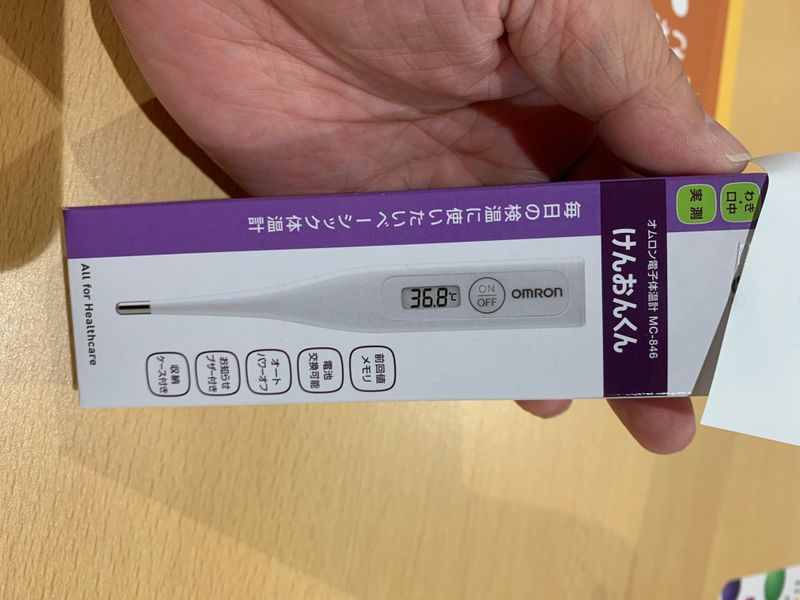 わき・
口中
実測
オムロン電子体温計 MC-846
けんおんくん
毎日の検温に使いたいベーシック体温計
OMRON
ON
OFF
36.8℃
前回値
メモリ
電池
交換可能
オート
パワーオフ
お知らせ
ブザー付き
収納
ケース付き
All for Healthcare